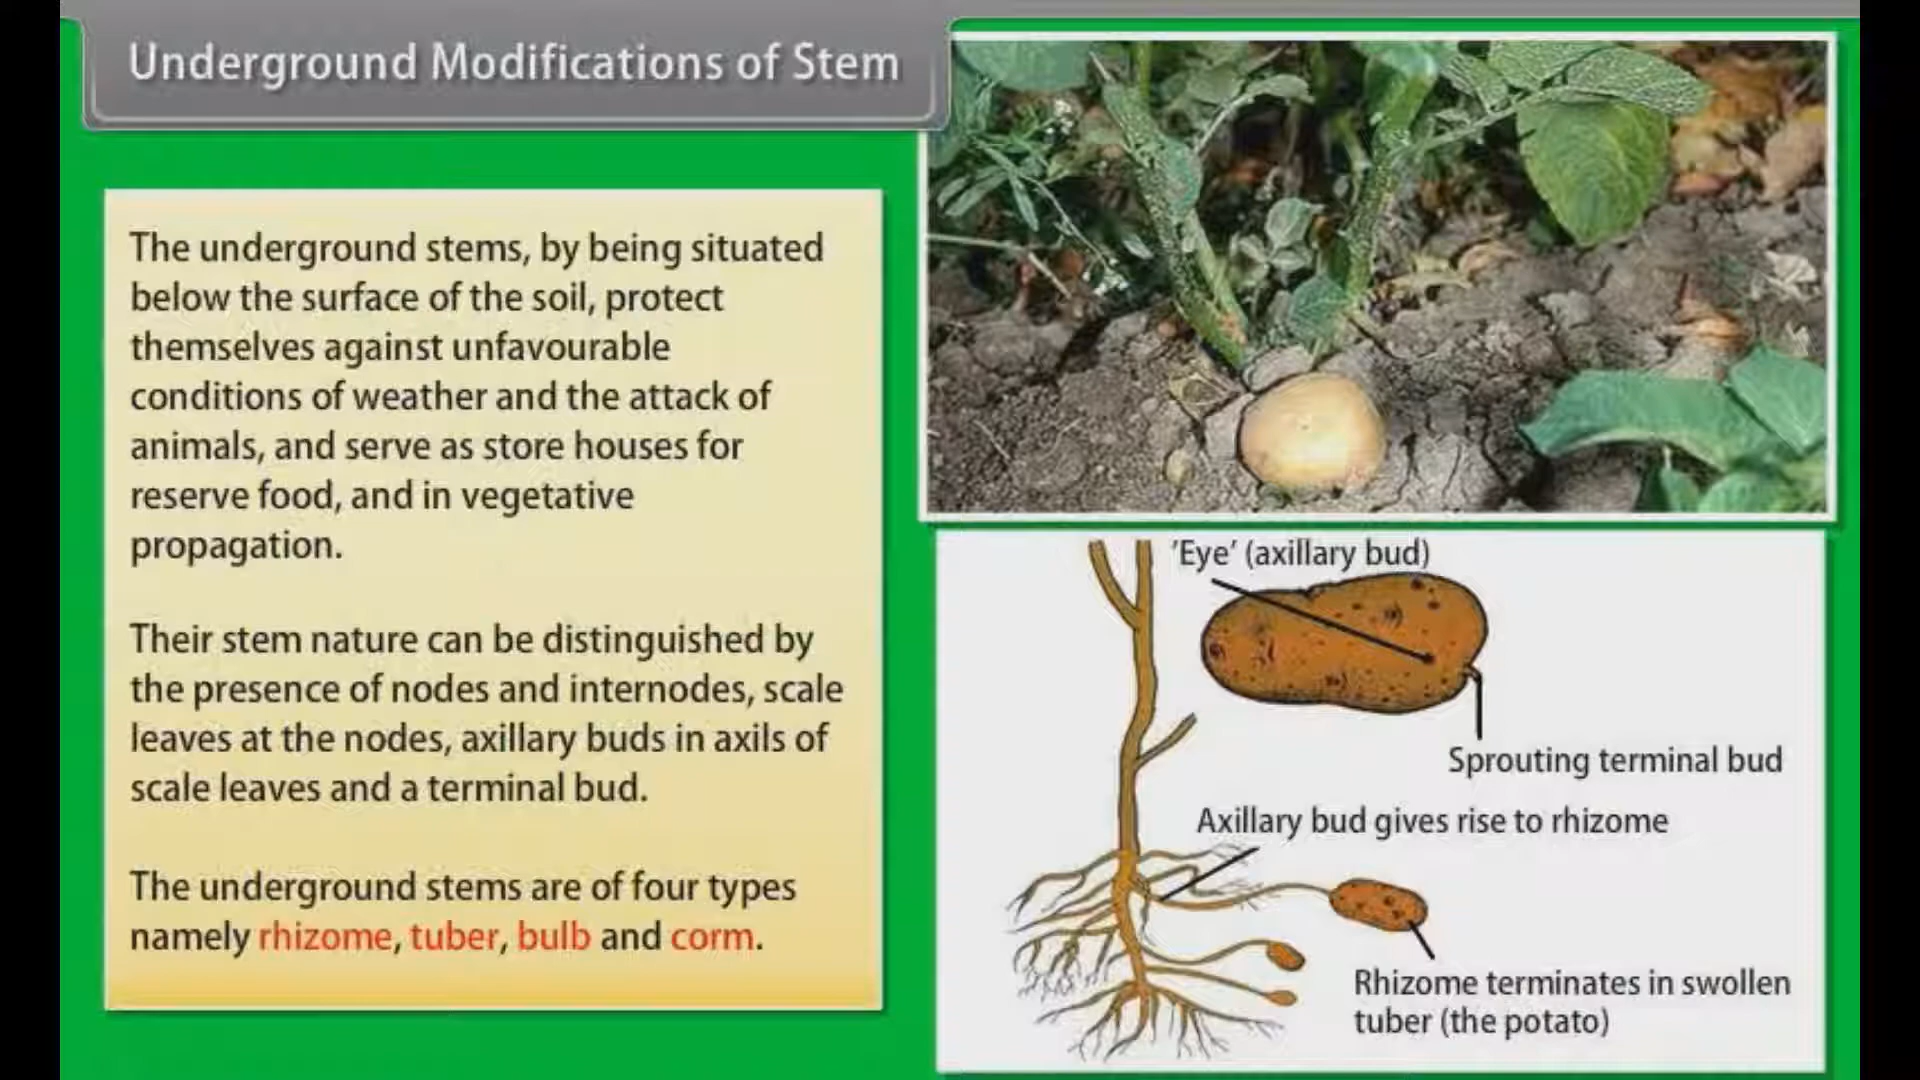 Underground Modifications of Stem
The underground stems, by being situated
below the surface of the soil, protect
themselves against unfavourable
conditions of weather and the attack of
animals, and serve as store houses for
reserve food, and in vegetative
propagation.
Their stem nature can be distinguished by
the presence of nodes and internodes, scale
leaves at the nodes, axillary buds in axils of
scale leaves and a terminal bud.
The underground stems are of four types
namely rhizome, tuber, bulb and corm.
'Eye' (axillary bud)
Sprouting terminal bud
Axillary bud gives rise to rhizome
Rhizome terminates in swollen
tuber (the potato)